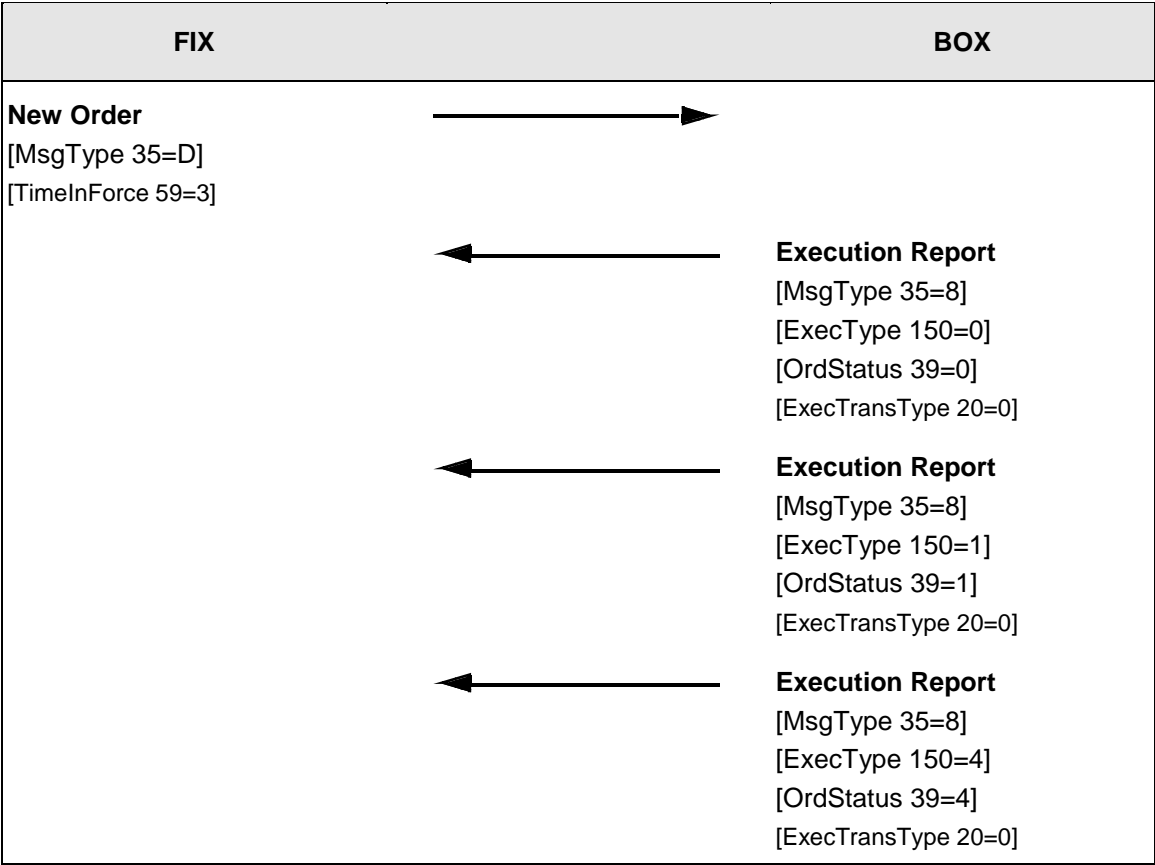 FIX
BOX
New Order
[MsgType 35=D]
[TimeInForce 59=3]
Execution Report
[MsgType 35=8]
[ExecType 150=0]
[OrdStatus 39=0]
[ExecTransType 20=0]
Execution Report
[MsgType 35=8]
[ExecType 150=1]
[OrdStatus 39=1]
[ExecTransType 20=0]
Execution Report
[MsgType 35=8]
[ExecType 150=4]
[OrdStatus 39=4]
[ExecTransType 20=0]